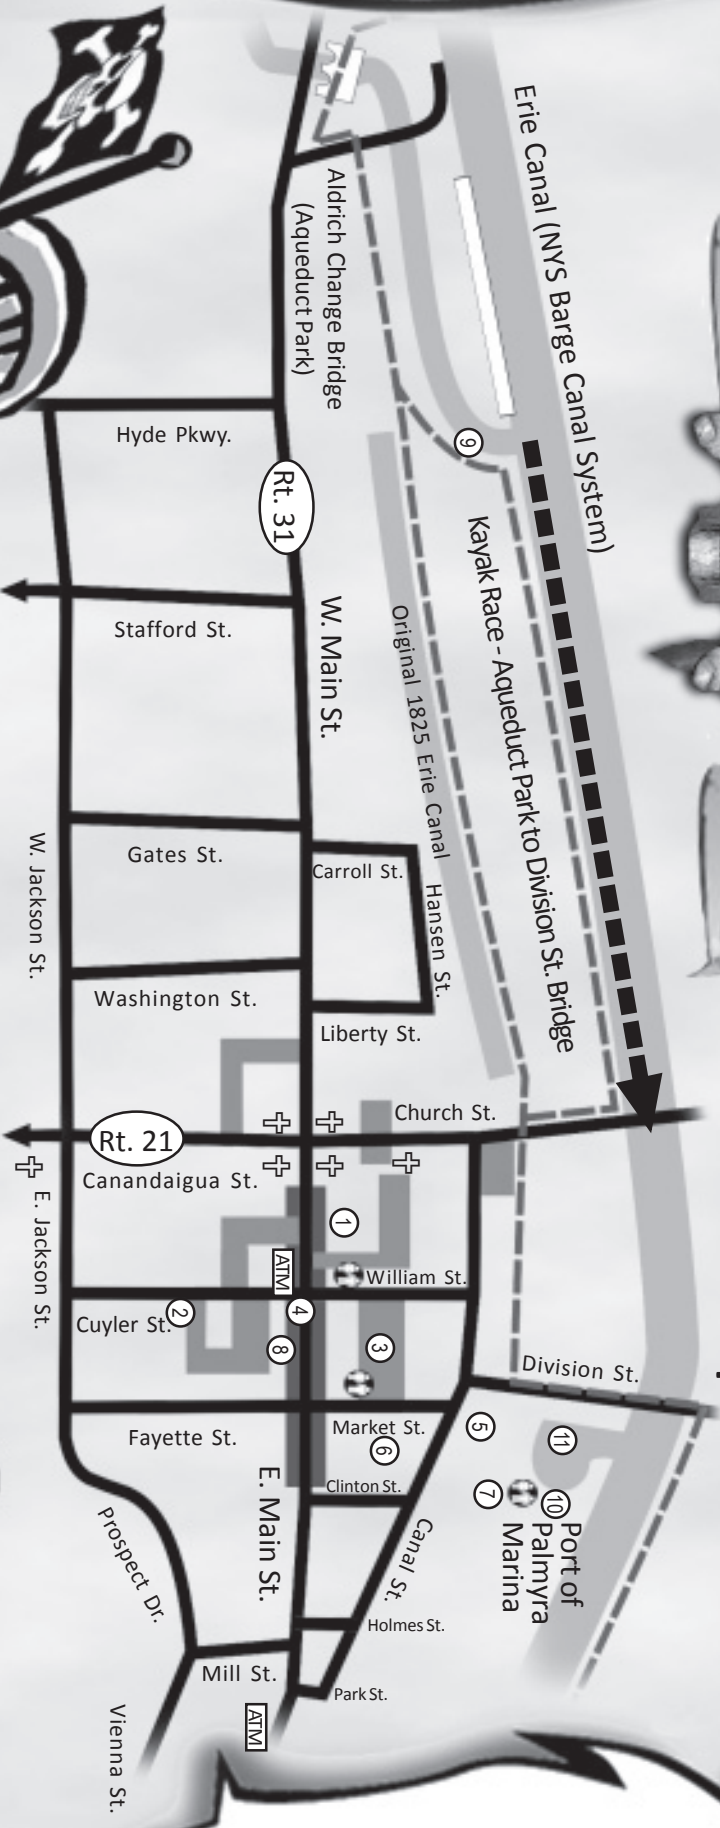 Erie Canal (NYS Barge Canal System)
Aldrich Change Bridge
(Aqueduct Park)
Hyde Pkwy.
9
Rt. 31
Kayak Race - Aqueduct Park to Division St. Bridge
Original 1825 Erie Canal
Stafford St.
W. Main St.
Gates St.
W. Jackson St.
Carroll St.
Hansen St.
Washington St.
Liberty St.
Church St.
Rt. 21
Canandaigua St.
E. Jackson St.
1
ATM
William St.
2
Cuyler St.
4
8
3
Division St.
Fayette St.
Market St.
5
6
11
Clinton St.
E. Main St.
7
10
Port of
Palmyra
Marina
Canal St.
Prospect Dr.
Holmes St.
Mill St.
Park St.
ATM
Vienna St.